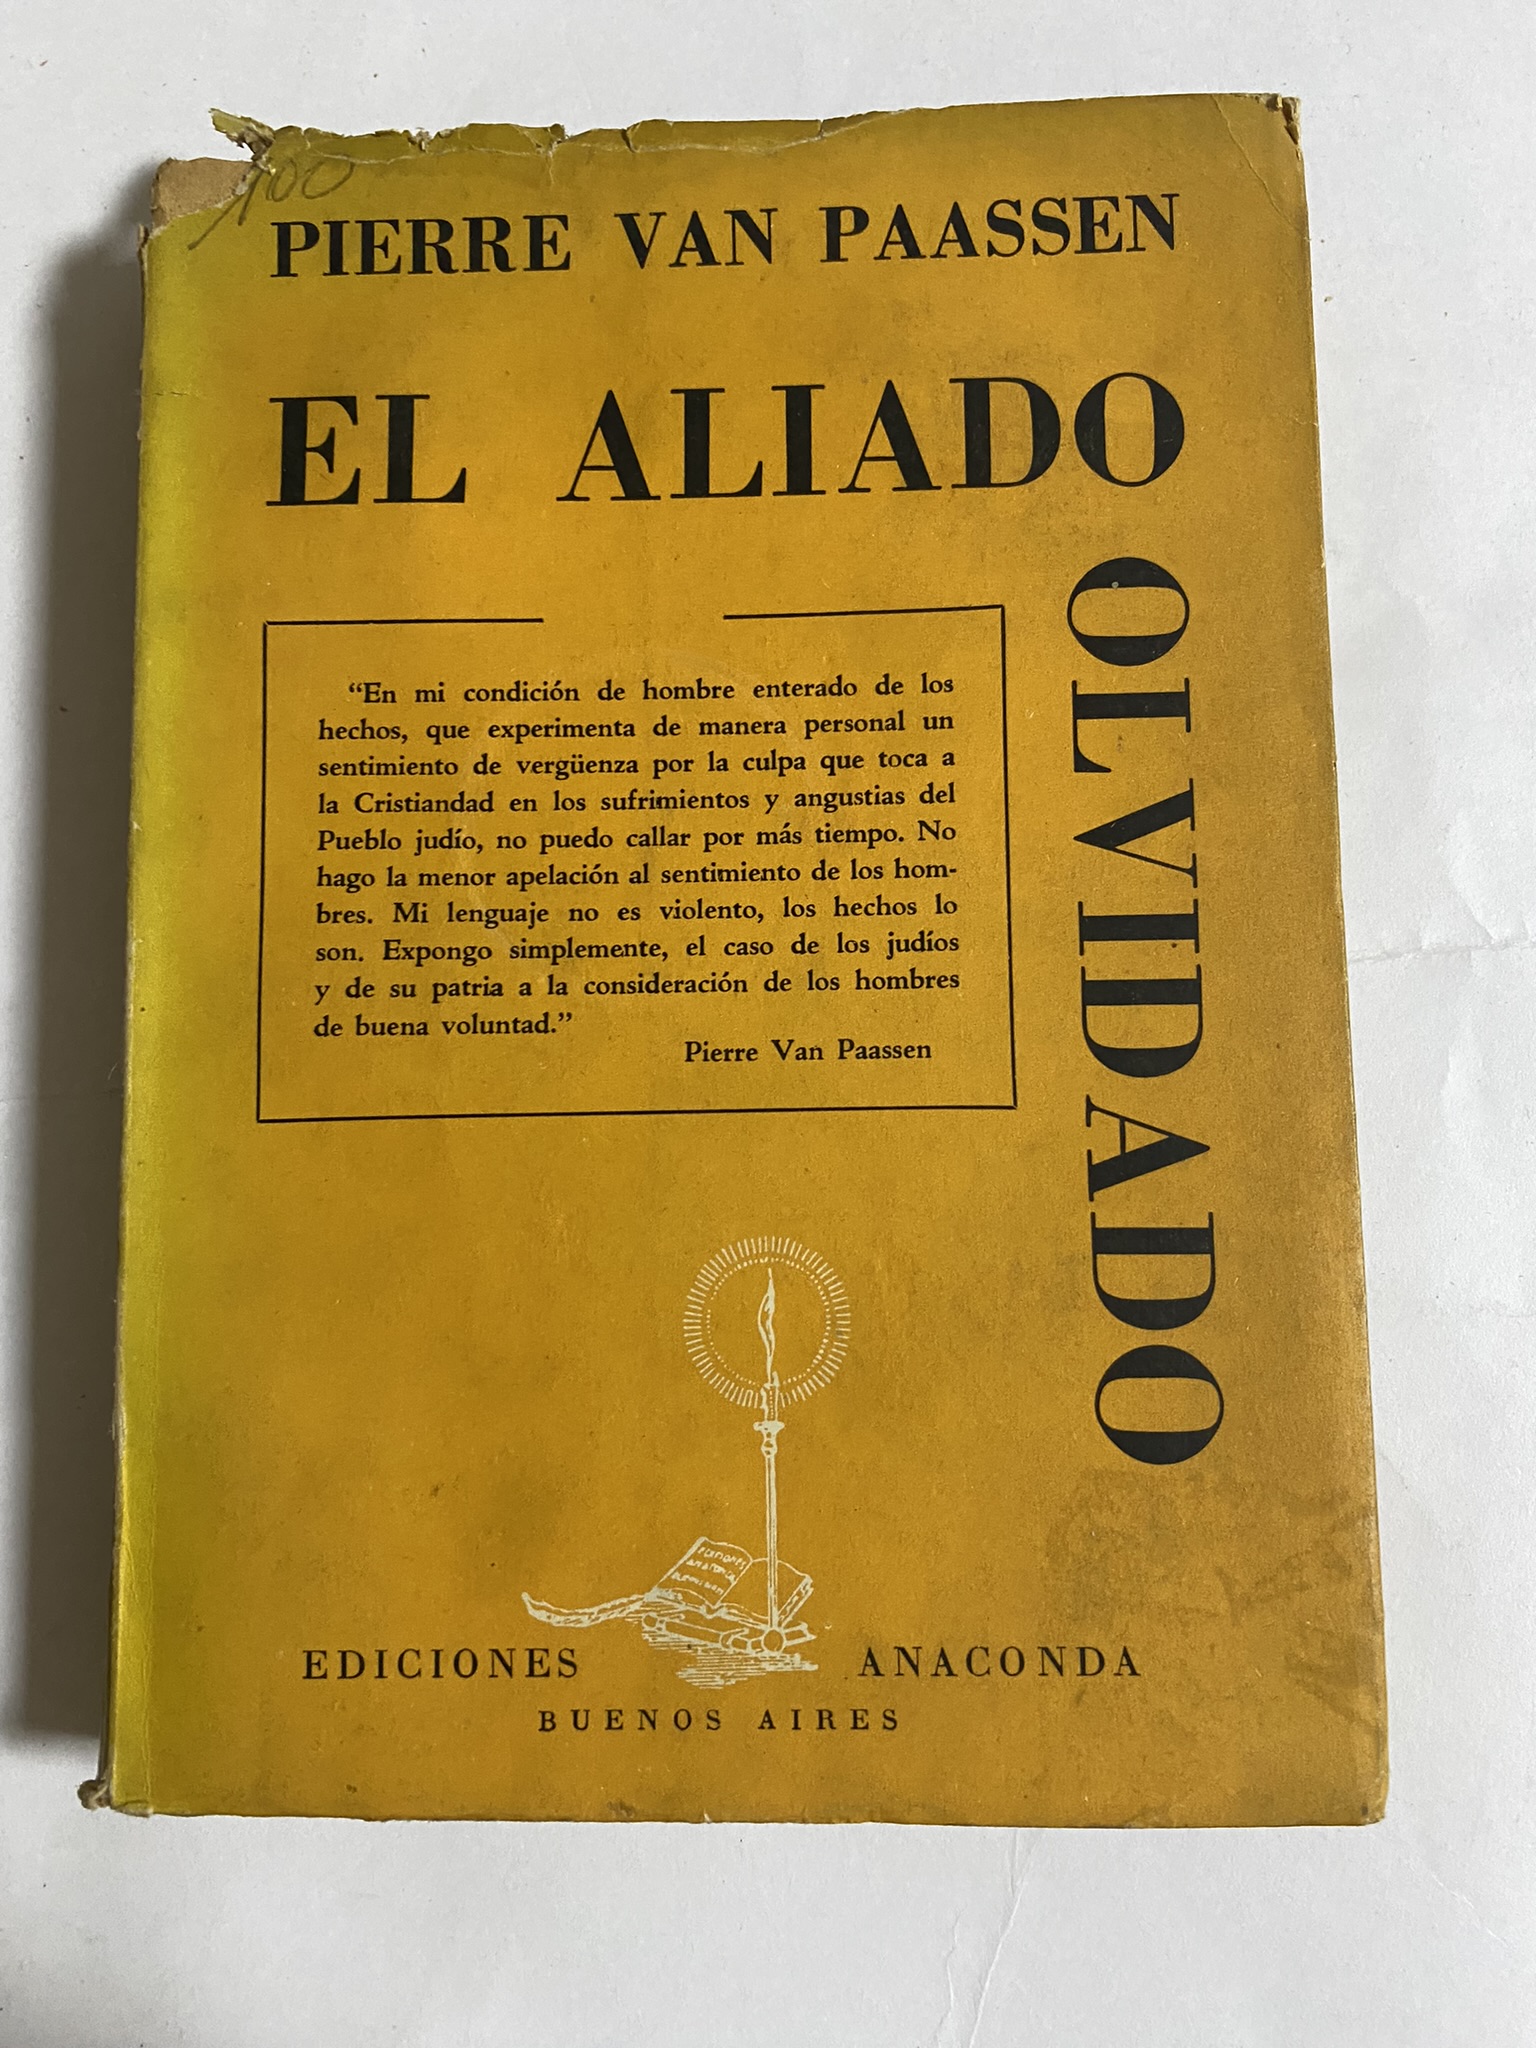 100
PIERRE VAN PAASSEN
EL ALIADO
OLVIDADO
“En mi condición de hombre enterado de los
hechos, que experimenta de manera personal un
sentimiento de vergüenza por la culpa que toca a
la Cristiandad en los sufrimientos y angustias del
Pueblo judío, no puedo callar por más tiempo. No
hago la menor apelación al sentimiento de los hom-
bres. Mi lenguaje no es violento, los hechos lo
son. Expongo simplemente, el caso de los judíos
y de su patria a la consideración de los hombres
de buena voluntad.”
Pierre Van Paassen
EDICIONES ANACONDA
BUENOS AIRES